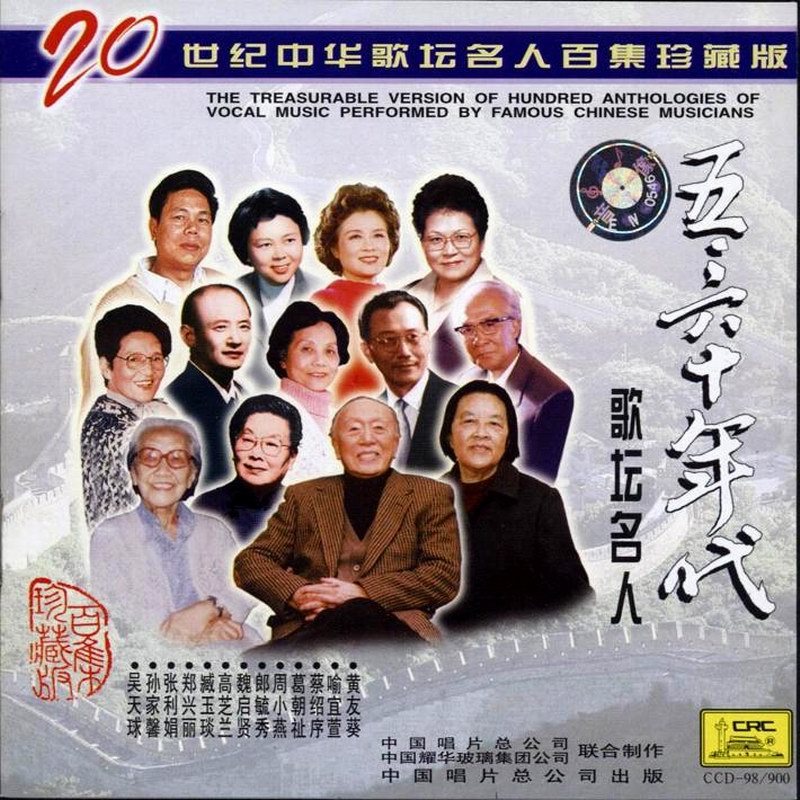 20世纪中华歌坛名人百集珍藏版
THE TREASURABLE VERSION OF HUNDRED ANTHOLOGIES OF
VOCAL MUSIC PERFORMED BY FAMOUS CHINESE MUSICIANS
五·六十年代
歌坛名人
百集
珍藏版
•黄友葵
•喻宜萱
•蔡绍序
•葛朝祉
•周小燕
•郎毓秀
•魏启贤
•高芝兰
•臧玉琰
•郑兴丽
•张利娟
•孙家馨
•吴天球
中国唱片总公司
中国耀华玻璃集团公司
联合制作
中国唱片总公司出版
CRC
®
CCD-98/900